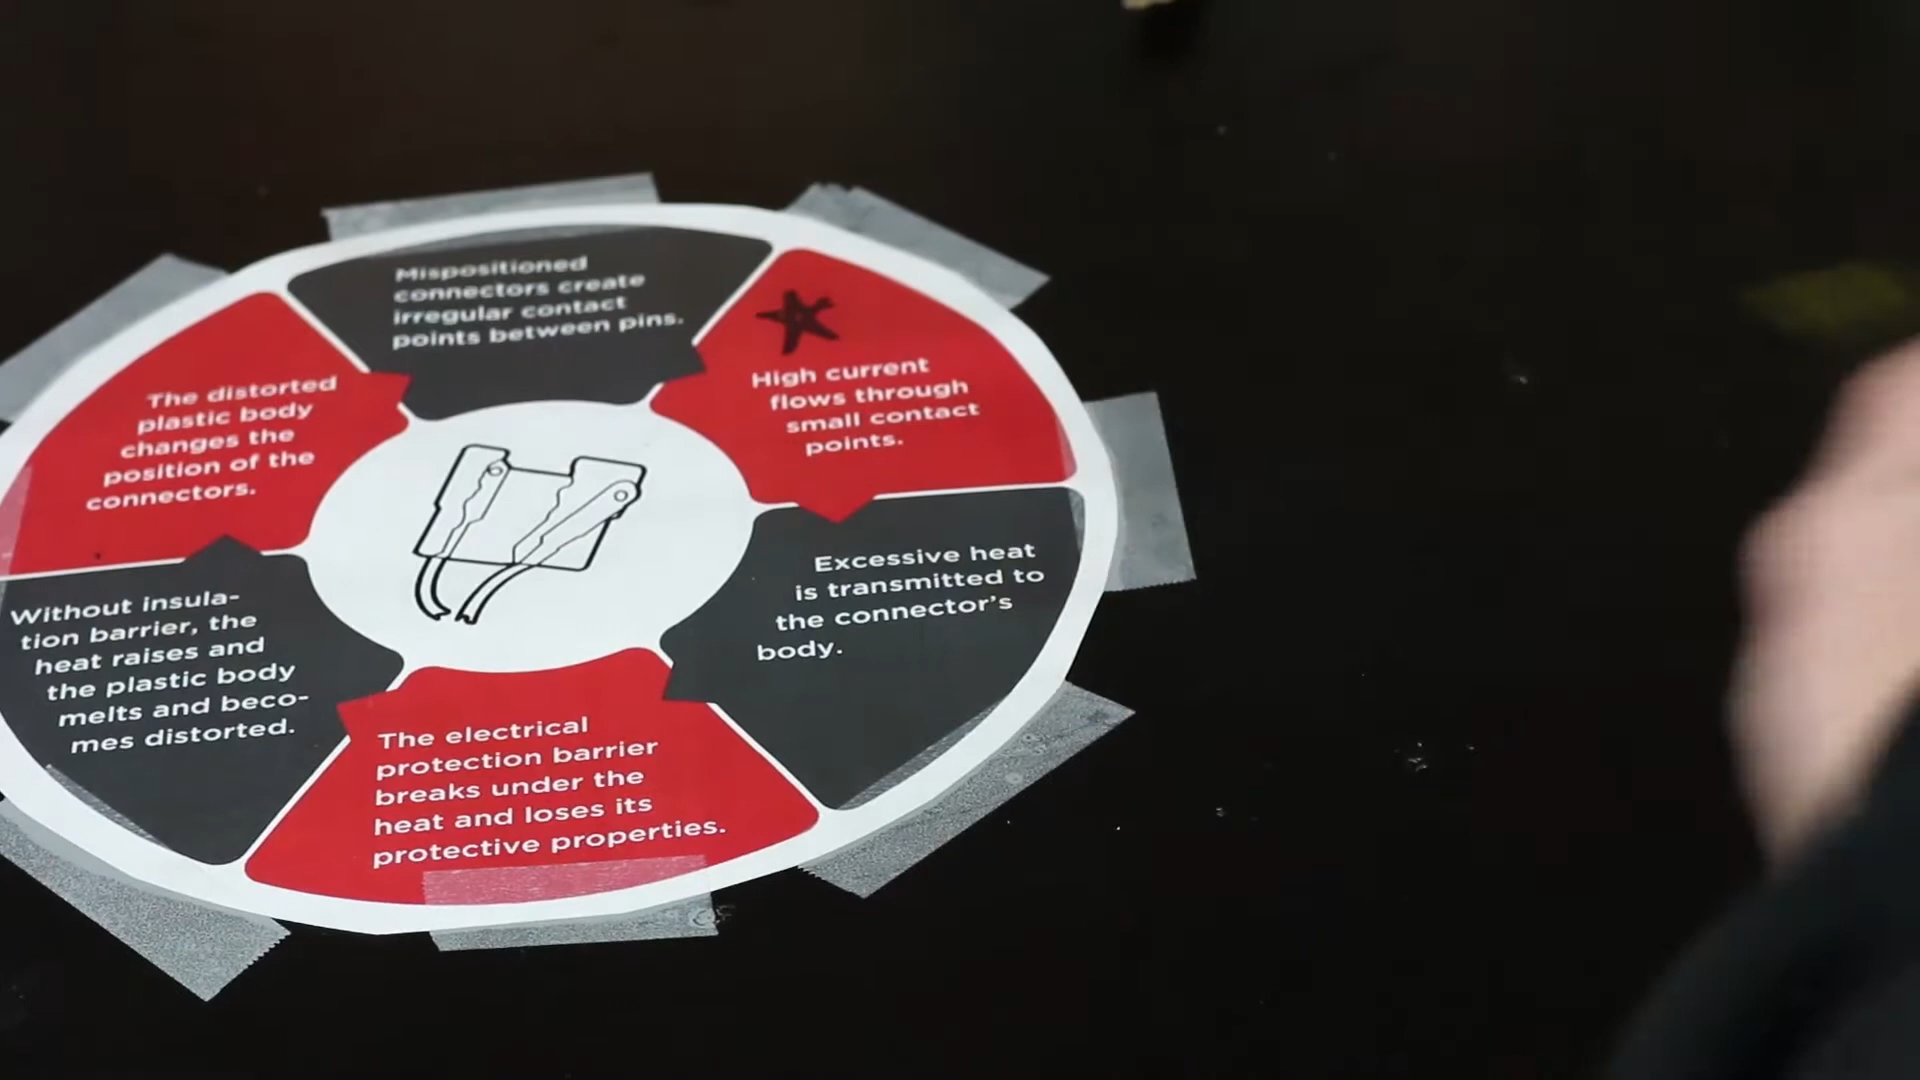 Mispositioned
connectors create
irregular contact
points between pins.
High current
flows through
small contact
points.
Excessive heat
is transmitted to
the connector's
body.
The electrical
protection barrier
breaks under the
heat and loses its
protective properties.
Without insula-
tion barrier, the
heat raises and
the plastic body
melts and beco-
mes distorted.
The distorted
plastic body
changes the
position of the
connectors.